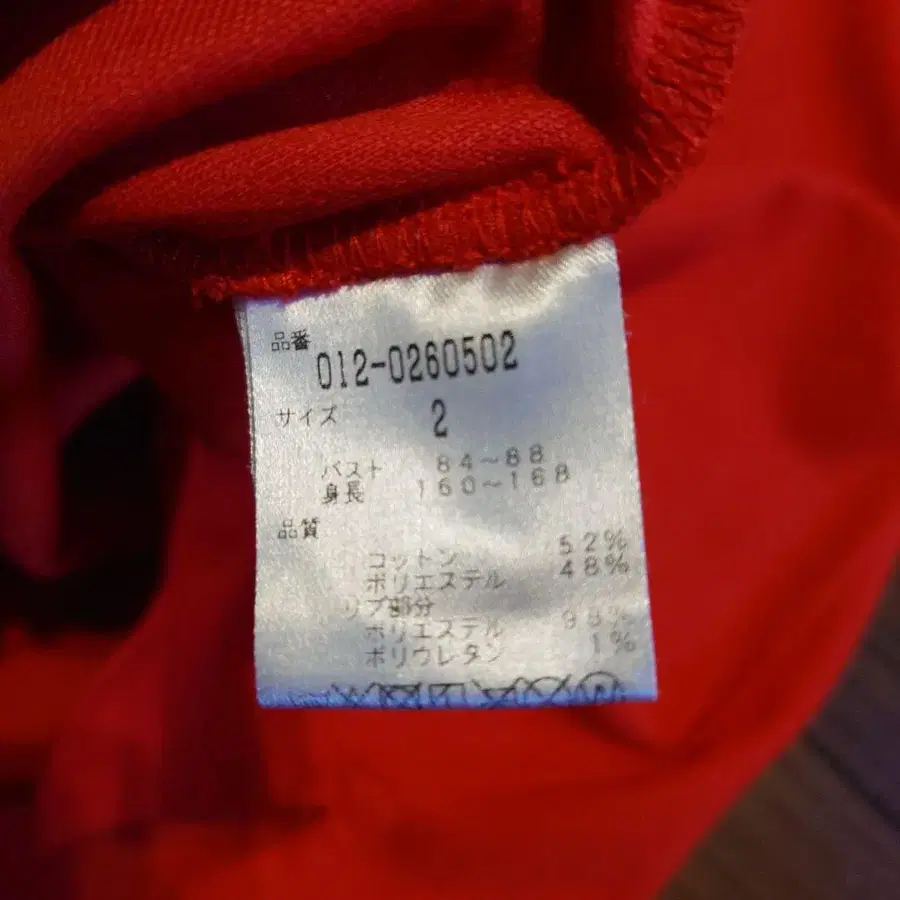 品番
012-0260502
サイズ 2
バスト 84~88
身長 160~168
品質
コットン 52%
ポリエステル 48%
リブ部分
ポリエステル
ポリウレタン 1%